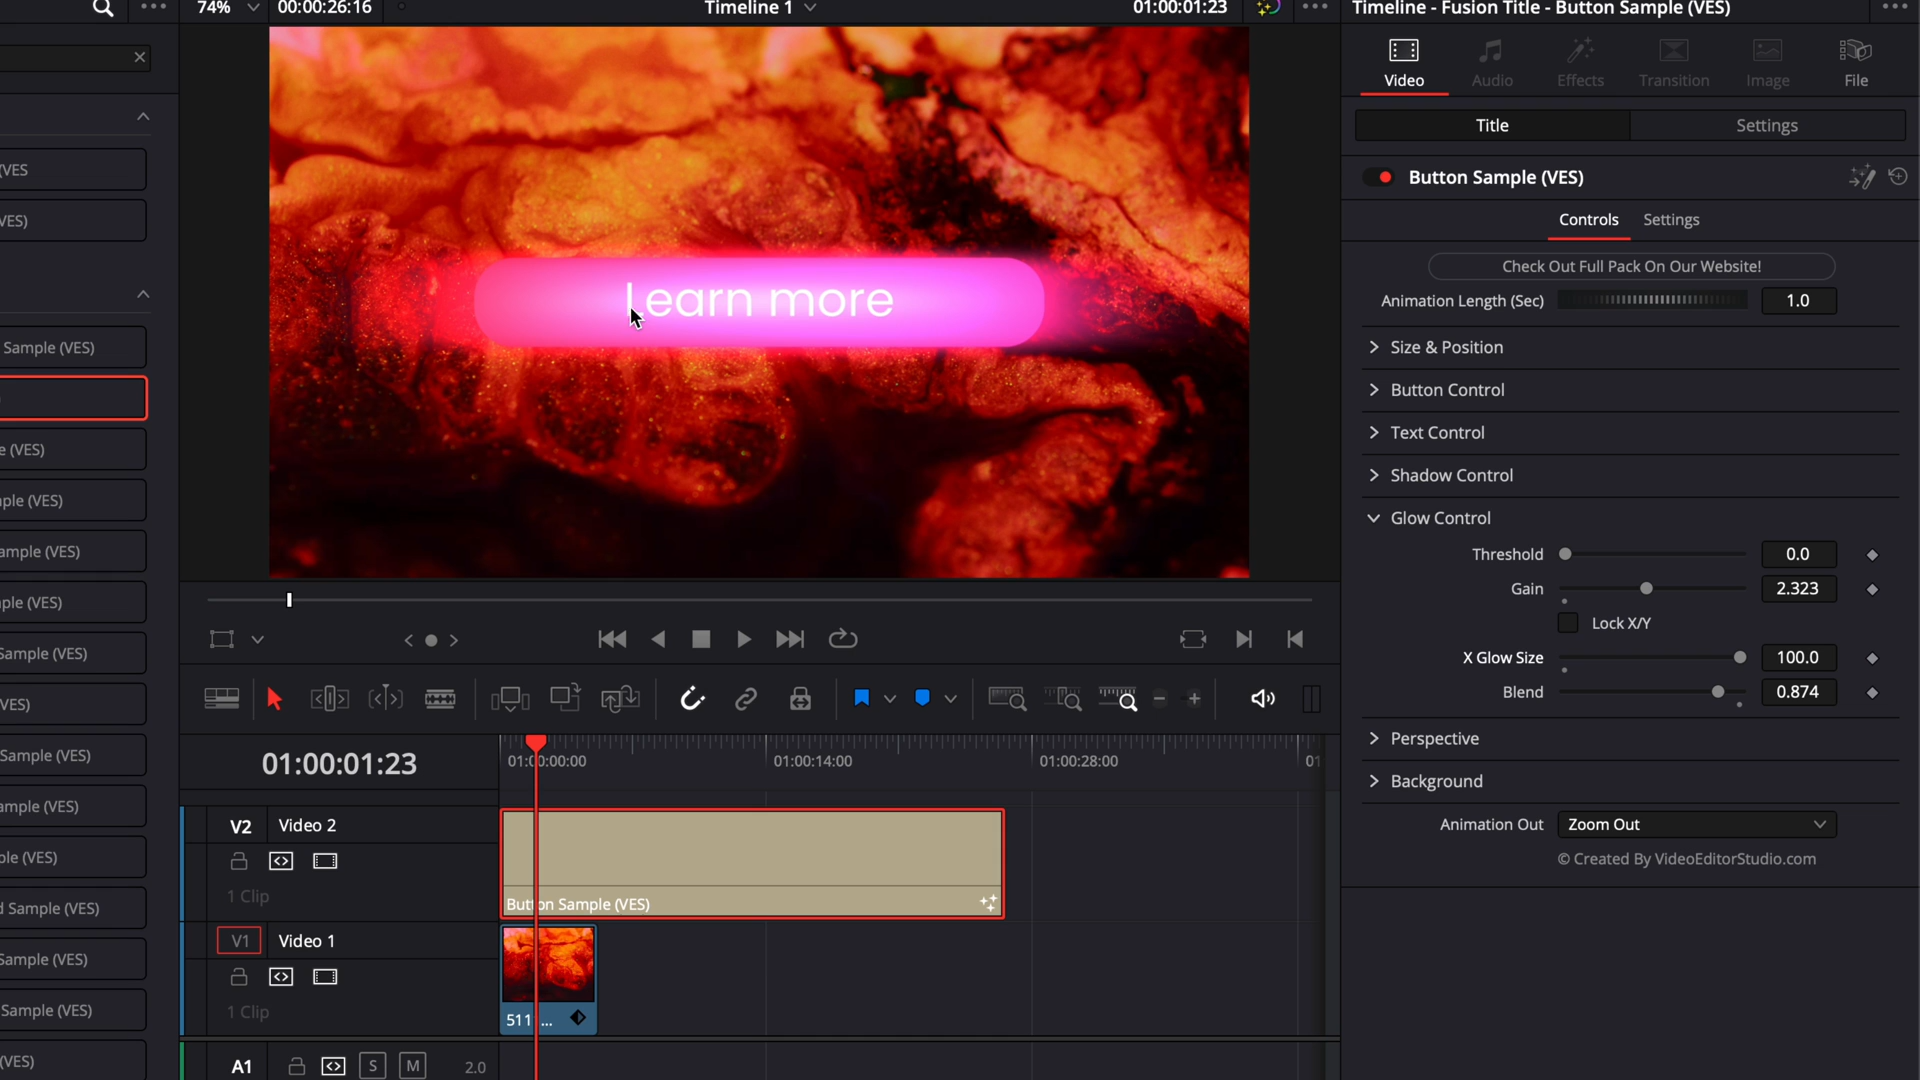 74%
00:00:26:16
Timeline 1
01:00:01:23
Timeline - Fusion Title - Button Sample (VES)
Video
Audio
Effects
Transition
Image
File
Title
Settings
Button Sample (VES)
Controls
Settings
Check Out Full Pack On Our Website!
Animation Length (Sec)
1.0
Size & Position
Button Control
Text Control
Shadow Control
Glow Control
Threshold
0.0
Gain
2.323
Lock X/Y
X Glow Size
100.0
Blend
0.874
Perspective
Background
Animation Out
Zoom Out
© Created By VideoEditorStudio.com
(VES
VES)
Sample (VES)
e (VES)
ple (VES)
ample (VES)
ple (VES)
Sample (VES)
VES)
Sample (VES)
ample (VES)
ble (VES)
d Sample (VES)
Sample (VES)
Sample (VES)
(VES)
Learn more
01:00:01:23
01:00:00:00
01:00:14:00
01:00:28:00
01
V2
Video 2
1 Clip
Button Sample (VES)
V1
Video 1
1 Clip
511 ...
A1
S
M
2.0